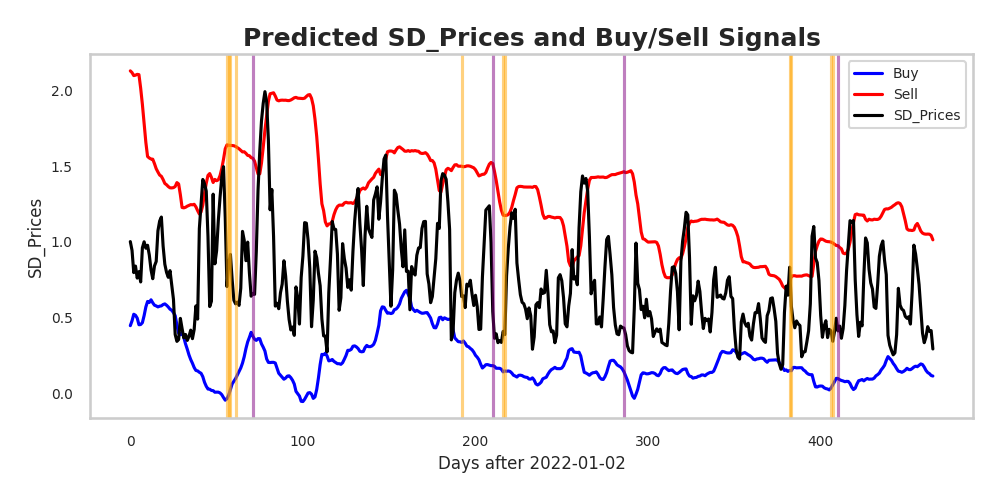 Predicted SD_Prices and Buy/Sell Signals
Buy
Sell
SD_Prices
SD_Prices
2.0
1.5
1.0
0.5
0.0
0 100 200 300 400
Days after 2022-01-02